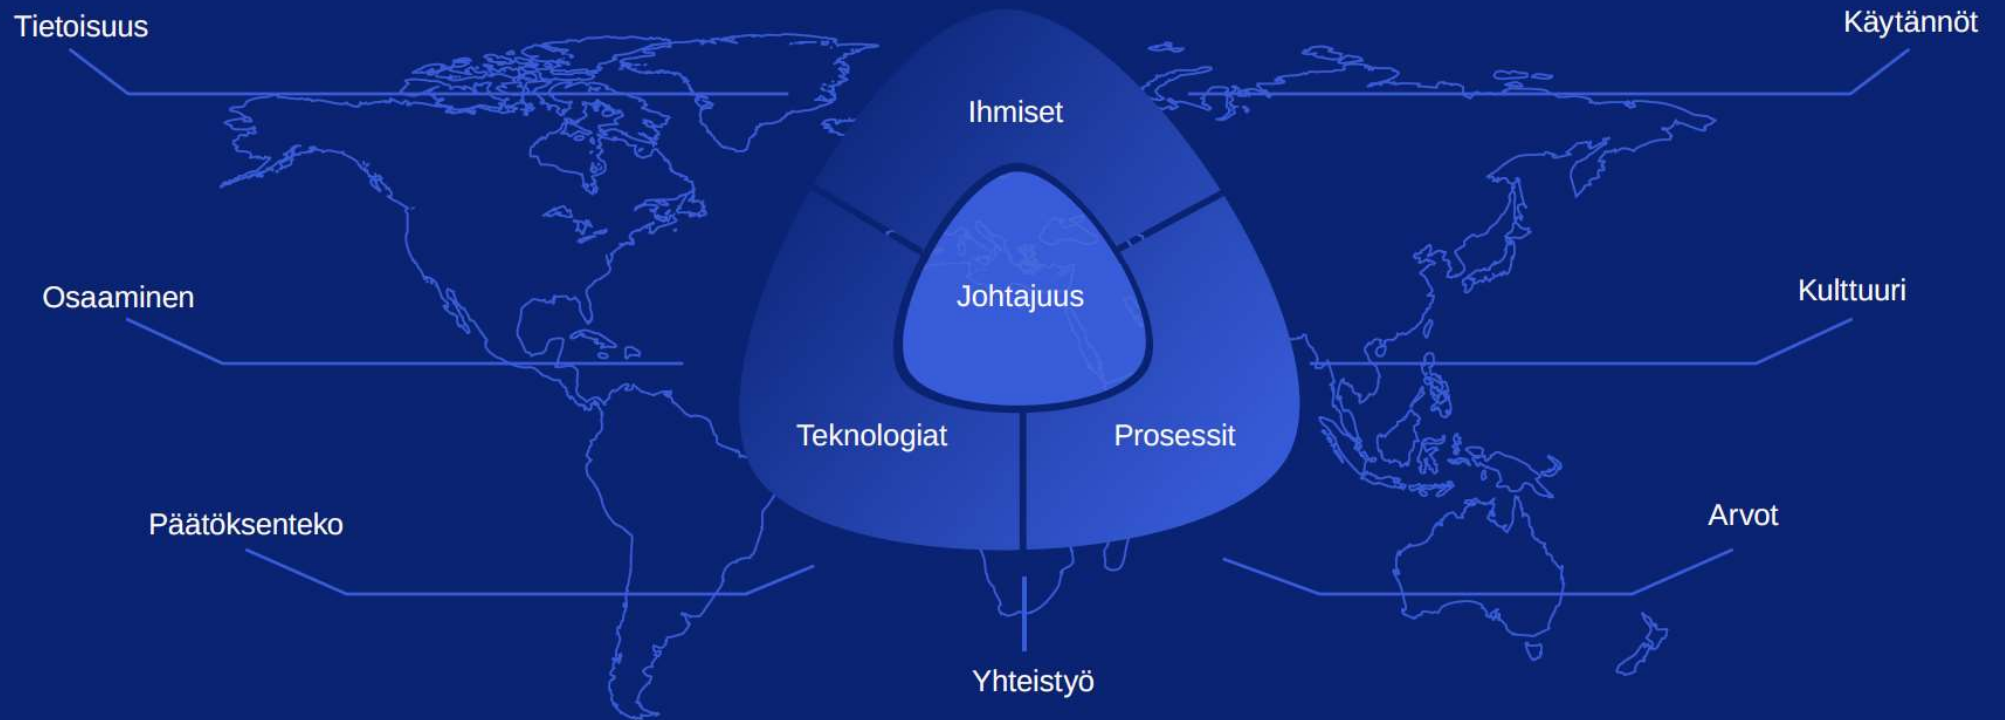 Tietoisuus
Käytännöt
Ihmiset
Osaaminen
Johtajuus
Kulttuuri
Teknologiat
Prosessit
Päätöksenteko
Arvot
Yhteistyö